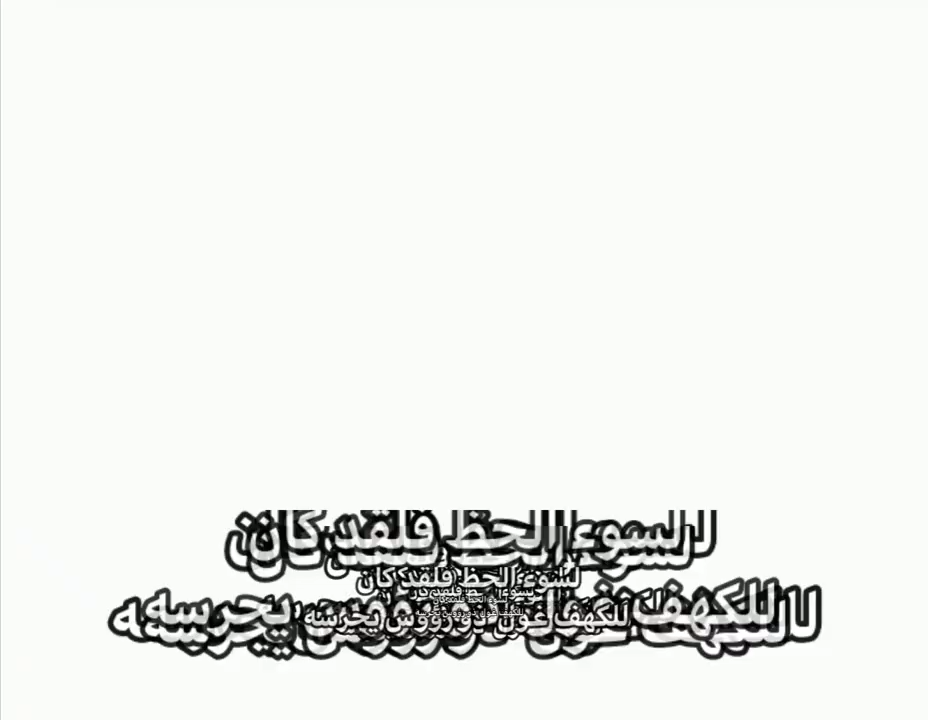 لسوء الحظ فلقد كان
للكهف غول ذو رؤوس يحرسه